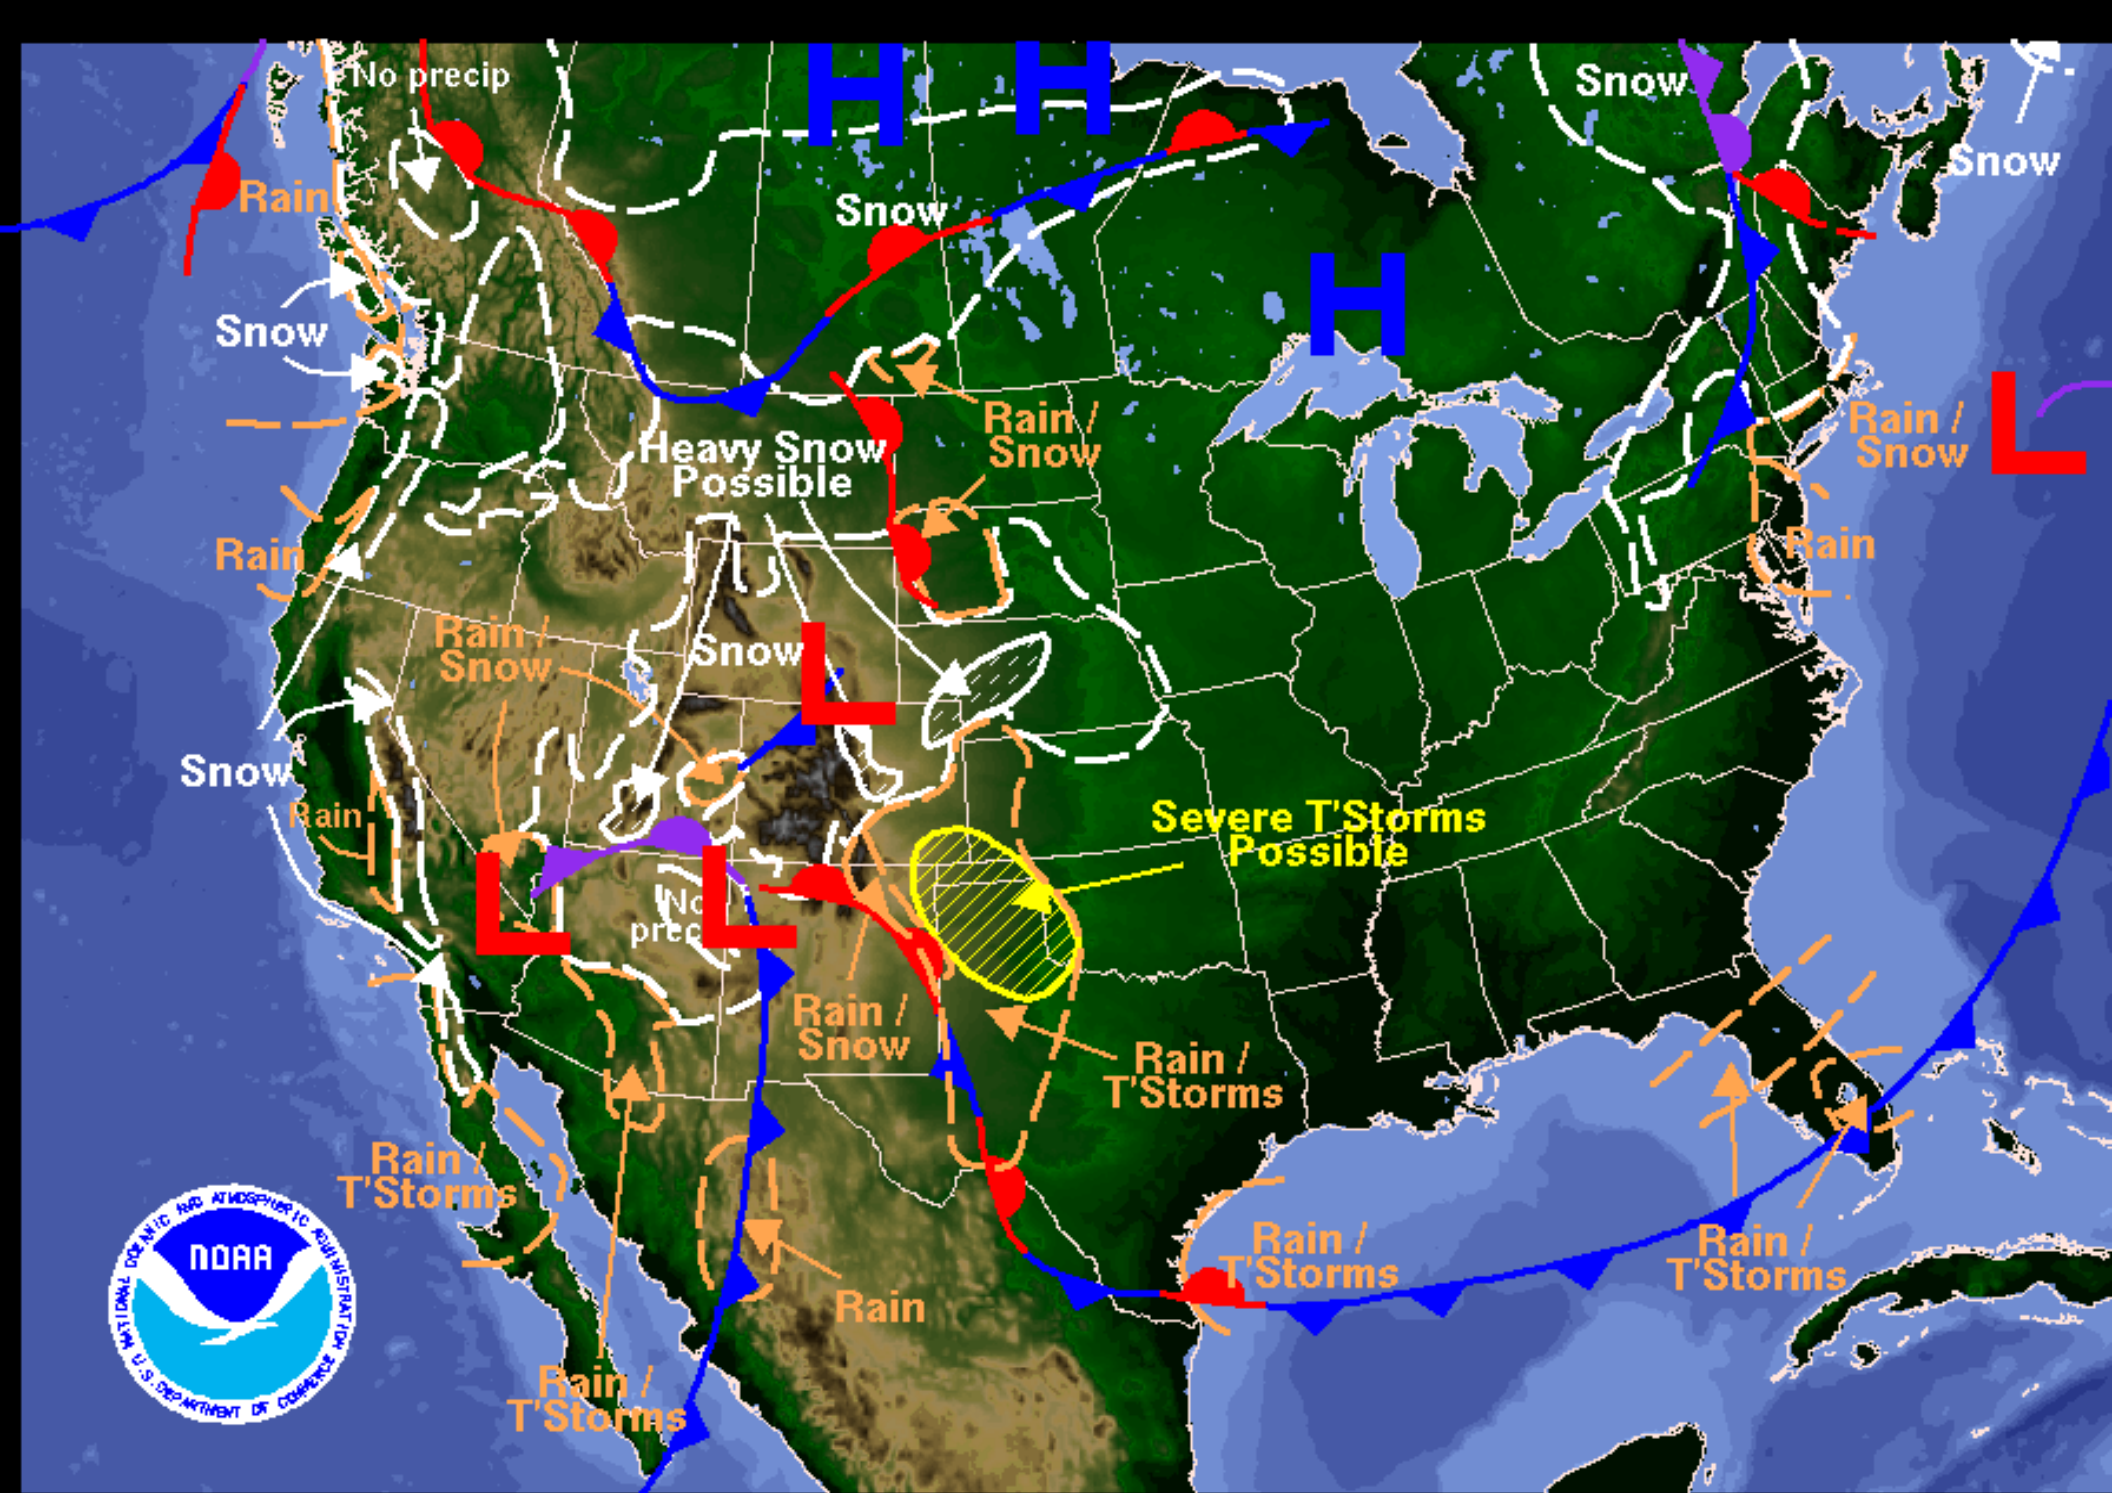 No precip
H
H
Snow
Snow
Rain
Snow
H
Snow
Rain /
Snow
Rain /
Snow
L
Heavy Snow
Possible
Rain
Rain
Rain /
Snow
Snow
L
Snow
Rain
Severe T'Storms
Possible
L
No
prec
L
Rain /
Snow
Rain /
T'Storms
Rain /
T'Storms
NATIONAL OCEANIC AND ATMOSPHERIC ADMINISTRATION
NOAA
U.S. DEPARTMENT OF COMMERCE
Rain /
T'Storms
Rain /
T'Storms
Rain
Rain /
T'Storms